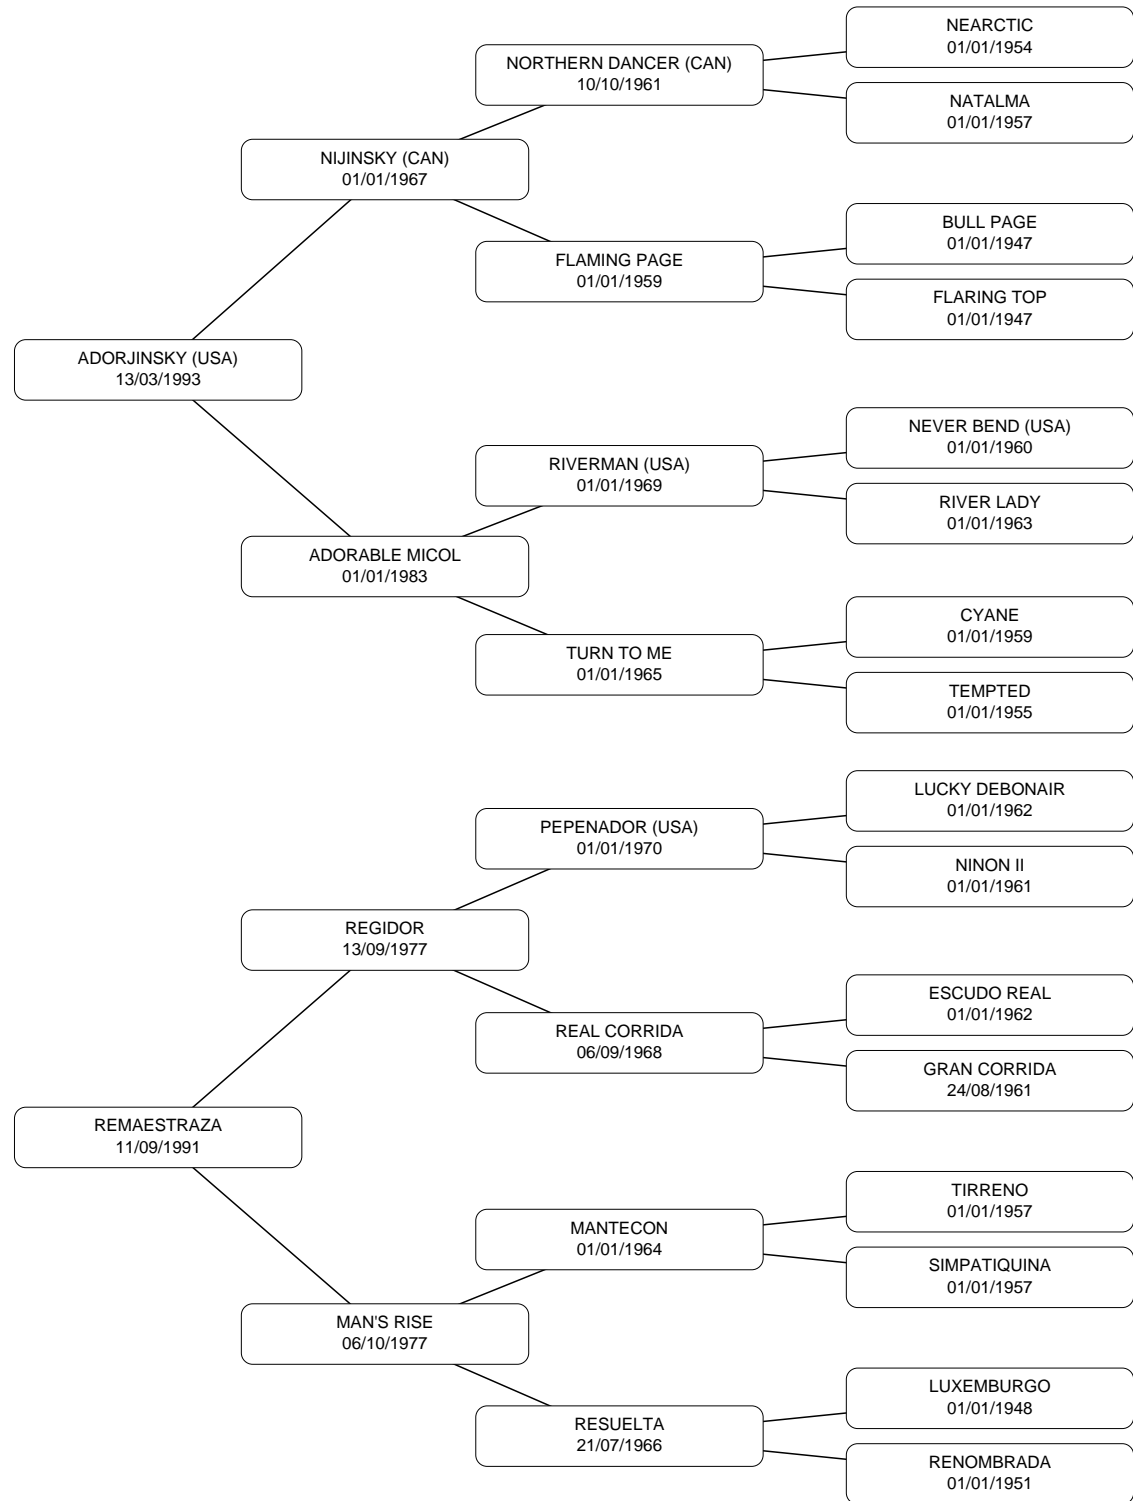 NEARCTIC
01/01/1954
NORTHERN DANCER (CAN)
10/10/1961
NATALMA
01/01/1957
NIJINSKY (CAN)
01/01/1967
BULL PAGE
01/01/1947
FLAMING PAGE
01/01/1959
FLARING TOP
01/01/1947
ADORJINSKY (USA)
13/03/1993
NEVER BEND (USA)
01/01/1960
RIVERMAN (USA)
01/01/1969
RIVER LADY
01/01/1963
ADORABLE MICOL
01/01/1983
CYANE
01/01/1959
TURN TO ME
01/01/1965
TEMPTED
01/01/1955
LUCKY DEBONAIR
01/01/1962
PEPENADOR (USA)
01/01/1970
NINON II
01/01/1961
REGIDOR
13/09/1977
ESCUDO REAL
01/01/1962
REAL CORRIDA
06/09/1968
GRAN CORRIDA
24/08/1961
REMAESTRAZA
11/09/1991
TIRRENO
01/01/1957
MANTECON
01/01/1964
SIMPATIQUINA
01/01/1957
MAN'S RISE
06/10/1977
LUXEMBURGO
01/01/1948
RESUELTA
21/07/1966
RENOMBRADA
01/01/1951